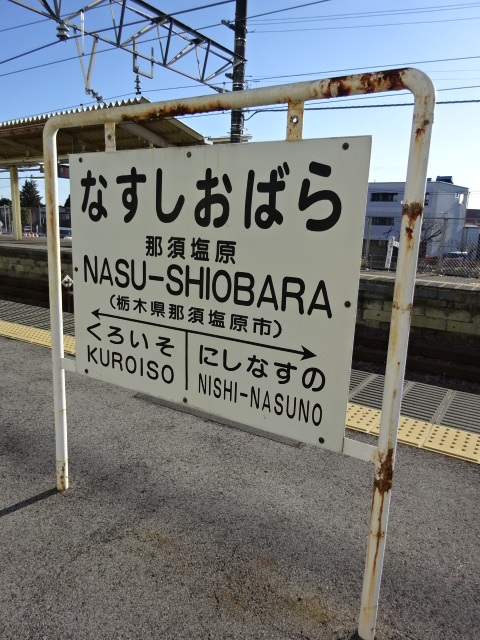 なすしおばら
那須塩原
NASU-SHIOBARA
(栃木県那須塩原市)
くろいそ
KUROISO
にしなすの
NISHI-NASUNO